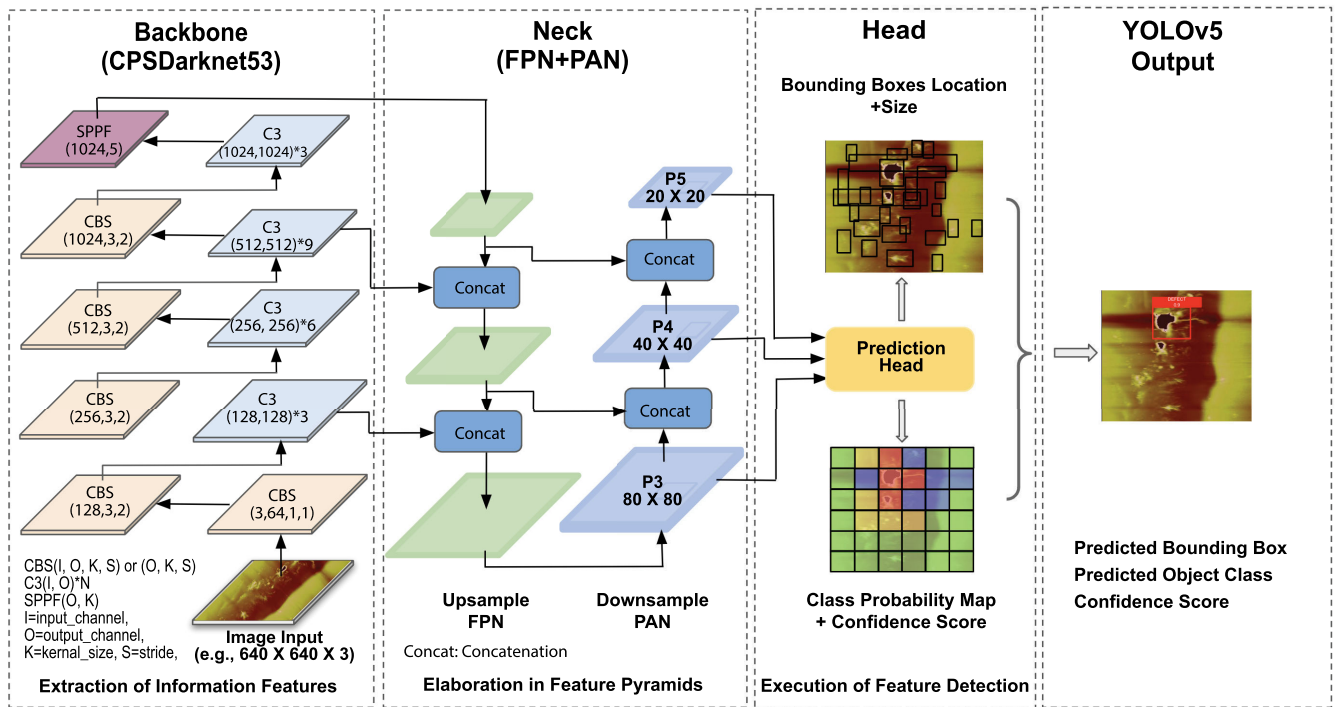 Backbone
(CPSDarknet53)
SPPF
(1024,5)
C3
(1024,1024)*3
CBS
(1024,3,2)
C3
(512,512)*9
CBS
(512,3,2)
C3
(256, 256)*6
CBS
(256,3,2)
C3
(128,128)*3
CBS
(128,3,2)
CBS
(3,64,1,1)
CBS(I, O, K, S) or (O, K, S)
C3(I, O)*N
SPPF(O, K)
I=input_channel,
O=output_channel,
K=kernal_size, S=stride,
Image Input
(e.g., 640 X 640 X 3)
Extraction of Information Features
Neck
(FPN+PAN)
Concat
Concat
P5
20 X 20
Concat
P4
40 X 40
Concat
P3
80 X 80
Upsample
FPN
Downsample
PAN
Concat: Concatenation
Elaboration in Feature Pyramids
Head
Bounding Boxes Location
+Size
Prediction
Head
Class Probability Map
+ Confidence Score
Execution of Feature Detection
YOLOv5
Output
DEFECT
Predicted Bounding Box
Predicted Object Class
Confidence Score